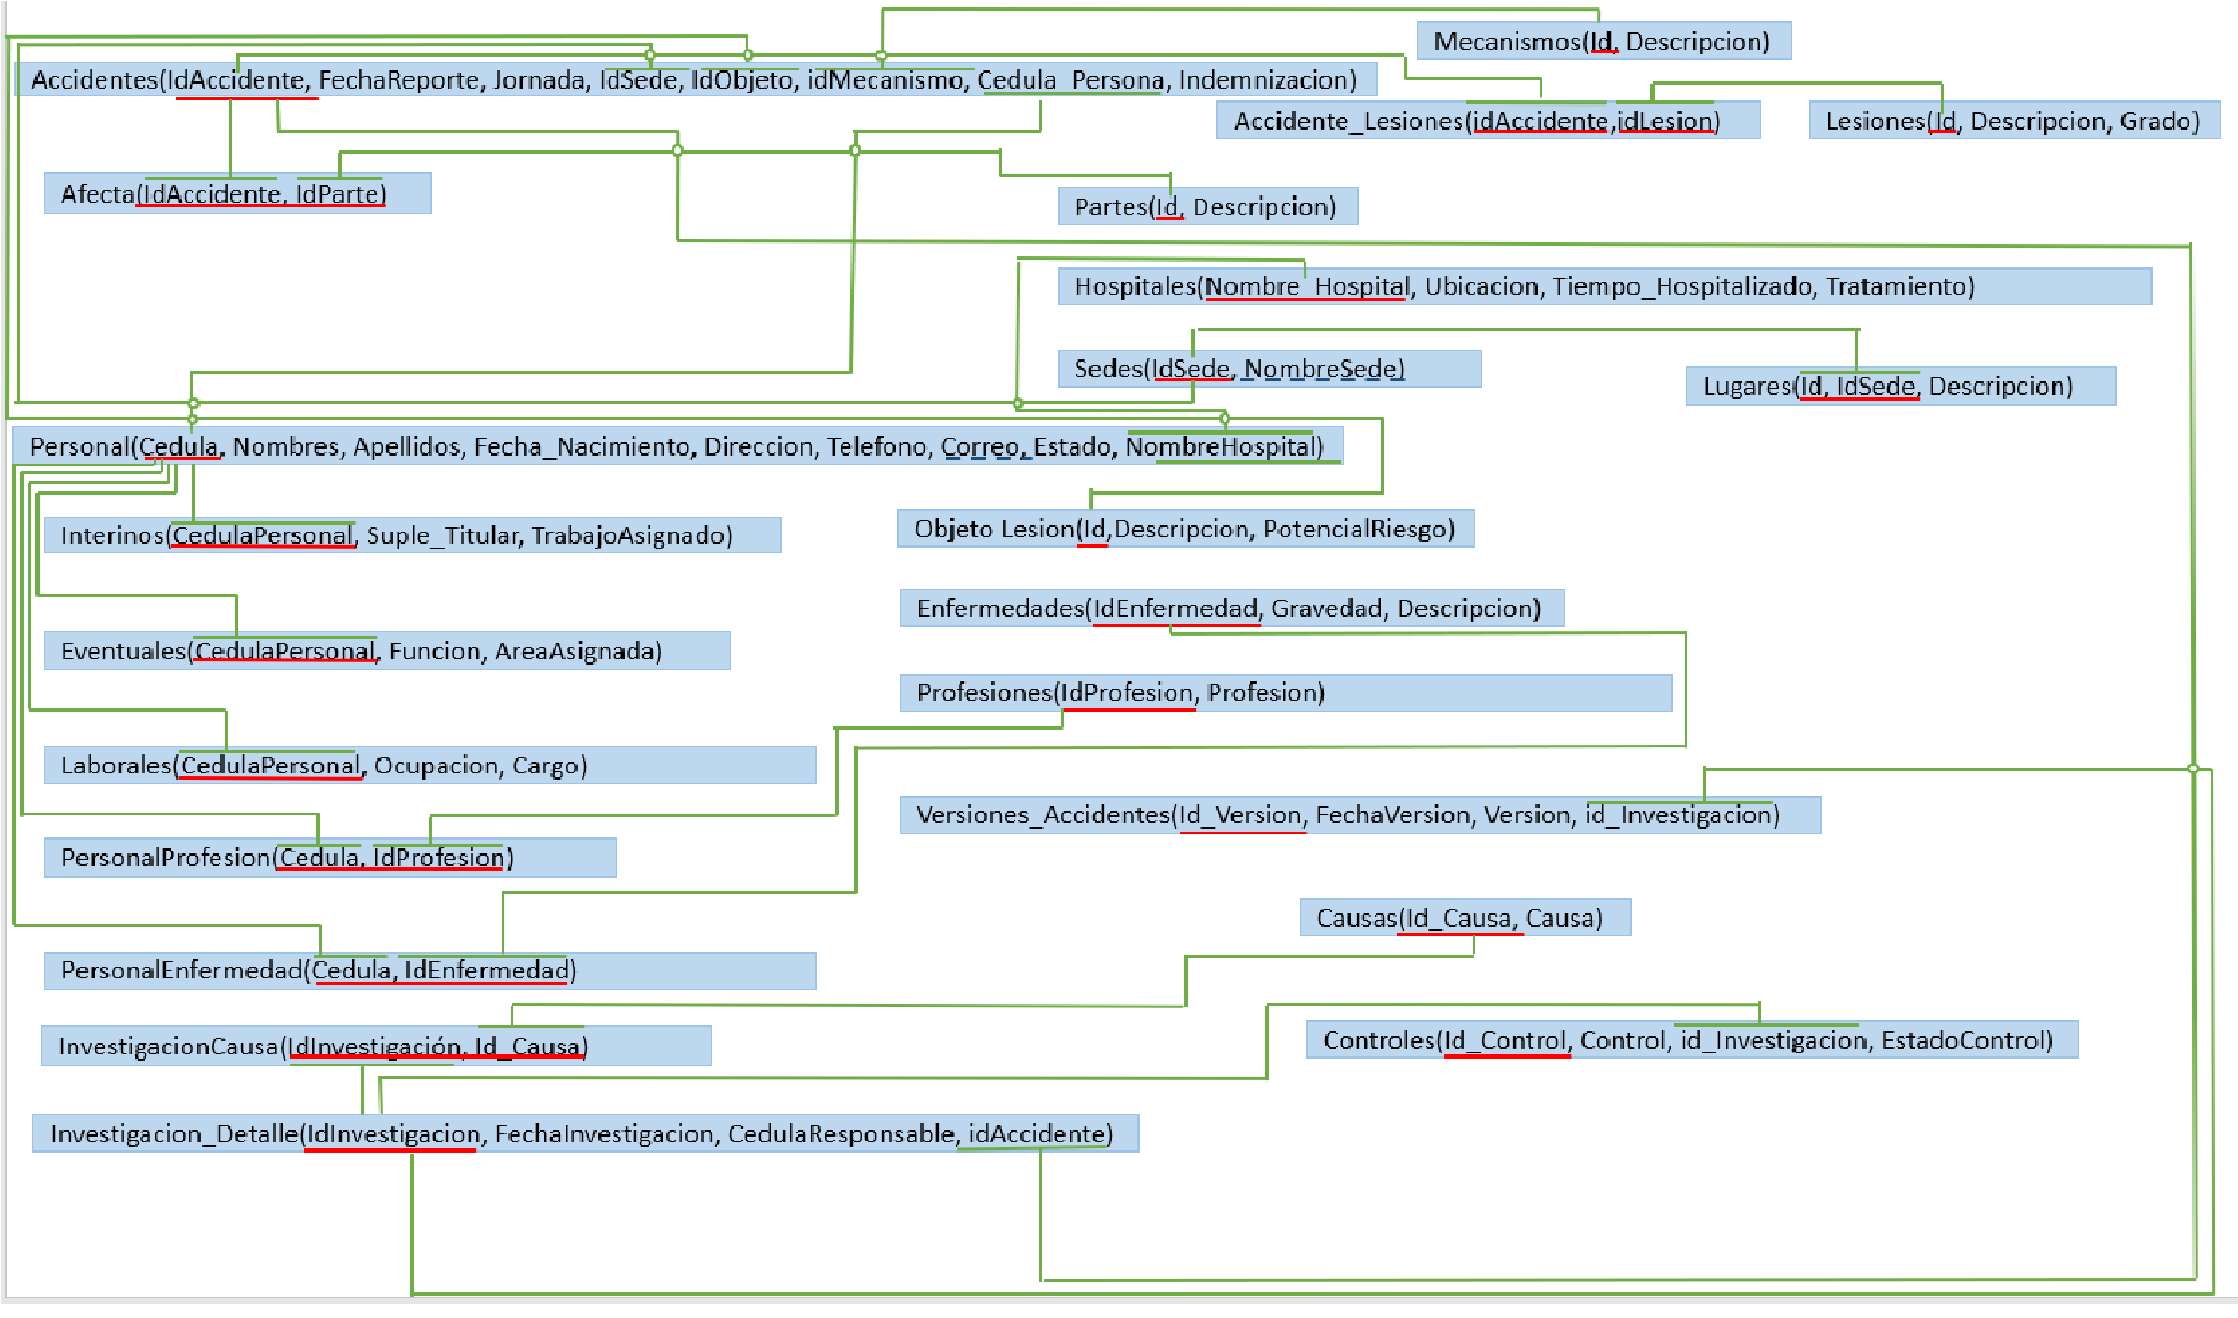 Mecanismos(Id, Descripcion)
Accidentes(IdAccidente, FechaReporte, Jornada, IdSede, IdObjeto, idMecanismo, Cedula_Persona, Indemnizacion)
Accidente_Lesiones(idAccidente,idLesion)
Lesiones(Id, Descripcion, Grado)
Afecta(IdAccidente, IdParte)
Partes(Id, Descripcion)
Hospitales(Nombre_Hospital, Ubicacion, Tiempo_Hospitalizado, Tratamiento)
Sedes(IdSede, NombreSede)
Lugares(Id, IdSede, Descripcion)
Personal(Cedula, Nombres, Apellidos, Fecha_Nacimiento, Direccion, Telefono, Correo, Estado, NombreHospital)
Interinos(CedulaPersonal, Suple_Titular, TrabajoAsignado)
Objeto Lesion(Id,Descripcion, PotencialRiesgo)
Enfermedades(IdEnfermedad, Gravedad, Descripcion)
Eventuales(CedulaPersonal, Funcion, AreaAsignada)
Profesiones(IdProfesion, Profesion)
Laborales(CedulaPersonal, Ocupacion, Cargo)
Versiones_Accidentes(Id_Version, FechaVersion, Version, id_Investigacion)
PersonalProfesion(Cedula, IdProfesion)
Causas(Id_Causa, Causa)
PersonalEnfermedad(Cedula, IdEnfermedad)
InvestigacionCausa(IdInvestigación, Id_Causa)
Controles(Id_Control, Control, id_Investigacion, EstadoControl)
Investigacion_Detalle(IdInvestigacion, FechaInvestigacion, CedulaResponsable, idAccidente)